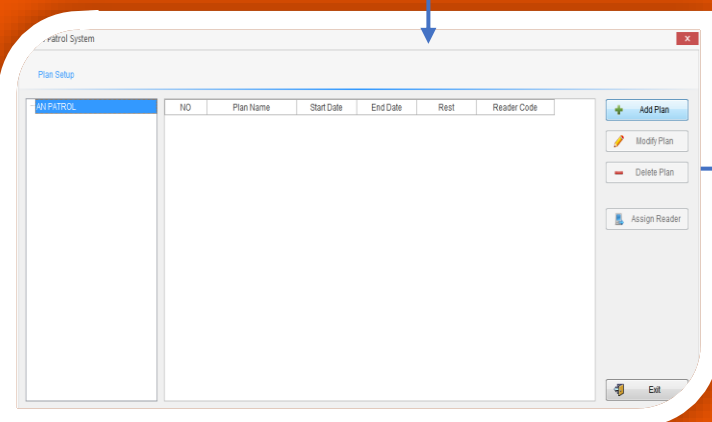 Patrol System
x
Plan Setup
AN PATROL
NO Plan Name Start Date End Date Rest Reader Code
Add Plan
Modify Plan
Delete Plan
Assign Reader
Exit